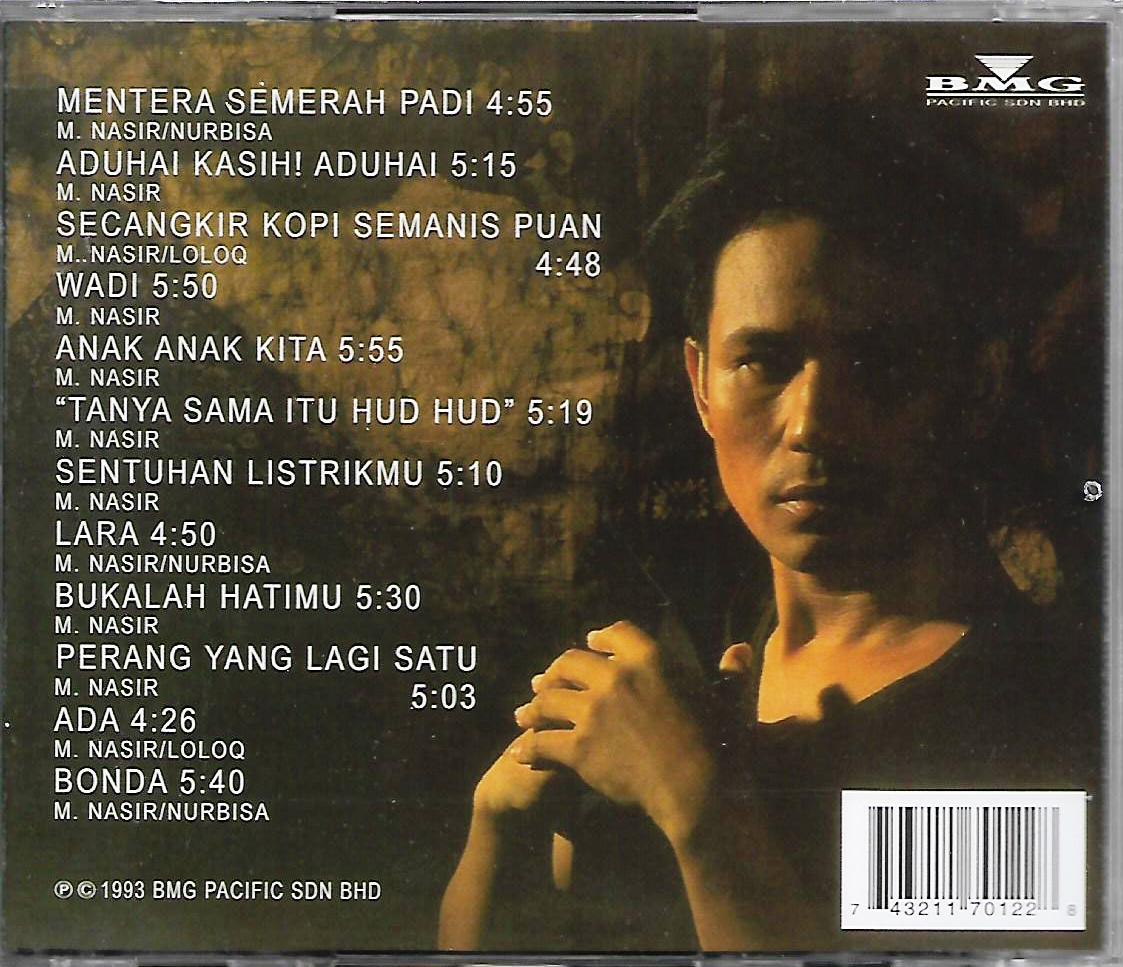 BMG
PACIFIC SDN BHD
MENTERA SEMERAH PADI 4:55
M. NASIR/NURBISA
ADUHAI KASIH! ADUHAI 5:15
M. NASIR
SECANGKIR KOPI SEMANIS PUAN
4:48
M..NASIR/LOLOQ
WADI 5:50
M. NASIR
ANAK ANAK KITA 5:55
M. NASIR
“TANYA SAMA ITU HUD HUD” 5:19
M. NASIR
SENTUHAN LISTRIKMU 5:10
M. NASIR
LARA 4:50
M. NASIR/NURBISA
BUKALAH HATIMU 5:30
M. NASIR
PERANG YANG LAGI SATU
5:03
M. NASIR
ADA 4:26
M. NASIR/LOLOQ
BONDA 5:40
M. NASIR/NURBISA
℗ © 1993 BMG PACIFIC SDN BHD
7 43211 70122 8